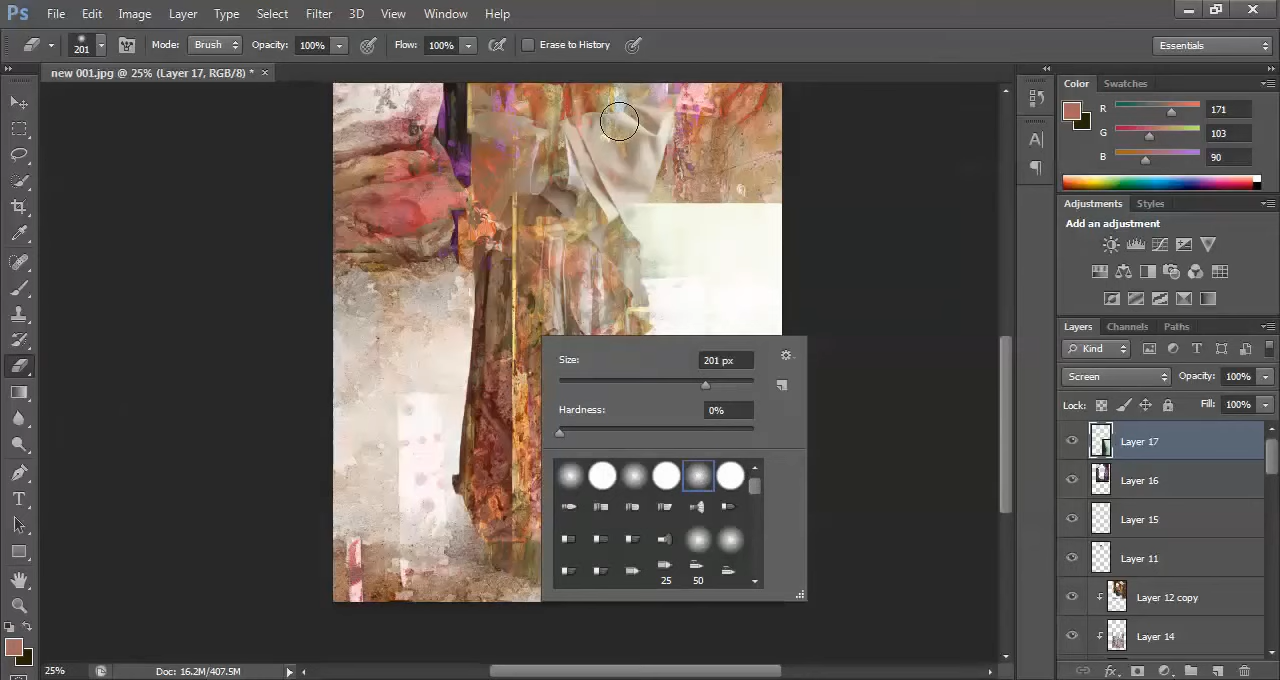 Ps File Edit Image Layer Type Select Filter 3D View Window Help
201 Mode: Brush Opacity: 100% Flow: 100% Erase to History Essentials
new 001.jpg @ 25% (Layer 17, RGB/8) * ×
Color Swatches
R 171
G 103
B 90
Adjustments Styles
Add an adjustment
Layers Channels Paths
Kind
Screen Opacity: 100%
Lock: Fill: 100%
Layer 17
Layer 16
Layer 15
Layer 11
Layer 12 copy
Layer 14
Size: 201 px
Hardness: 0%
25 50
25% Doc: 16.2M/407.5M